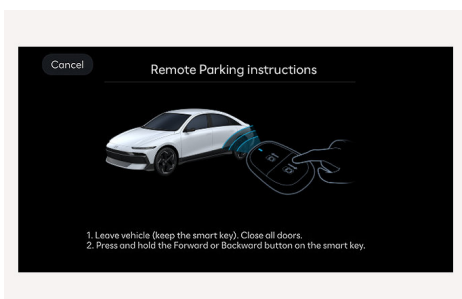 Cancel
Remote Parking instructions
1. Leave vehicle (keep the smart key). Close all doors.
2. Press and hold the Forward or Backward button on the smart key.